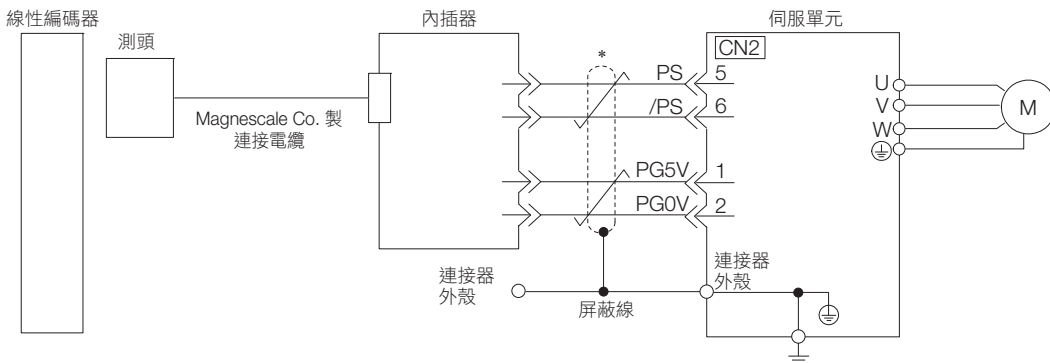 線性編碼器
測頭
Magnescale Co. 製
連接電纜
內插器
*
伺服單元
CN2
PS 5
/PS 6
PG5V 1
PG0V 2
U
V
W
M
連接器
外殼
屏蔽線
連接器
外殼